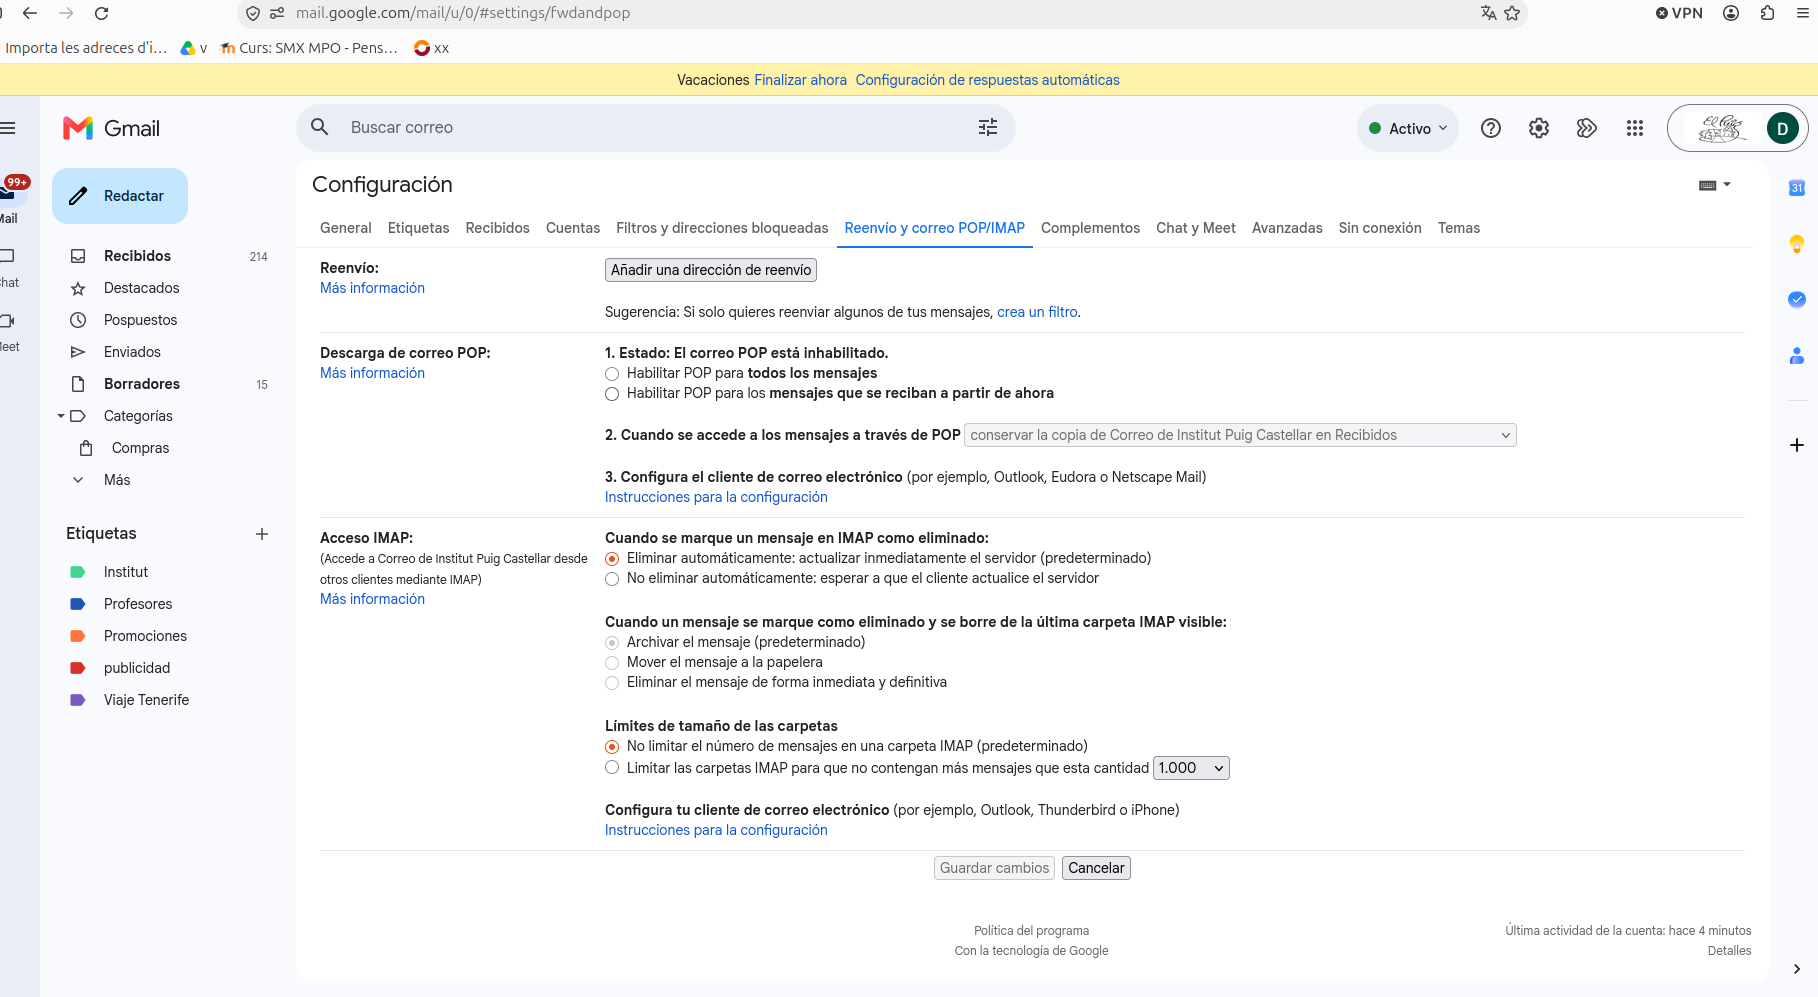 mail.google.com/mail/u/0/#settings/fwdandpop
VPN
Importa les adreces d'i…
v
Curs: SMX MPO - Pens…
xx
Vacaciones Finalizar ahora Configuración de respuestas automáticas
Gmail
Buscar correo
Activo
D
99+
Mail
Redactar
Configuración
31
General Etiquetas Recibidos Cuentas Filtros y direcciones bloqueadas Reenvío y correo POP/IMAP Complementos Chat y Meet Avanzadas Sin conexión Temas
Recibidos 214
Destacados
Pospuestos
Enviados
Borradores 15
Categorías
Compras
Más
Etiquetas
Institut
Profesores
Promociones
publicidad
Viaje Tenerife
Reenvío:
Más información
Añadir una dirección de reenvío
Sugerencia: Si solo quieres reenviar algunos de tus mensajes, crea un filtro.
Descarga de correo POP:
Más información
1. Estado: El correo POP está inhabilitado.
Habilitar POP para todos los mensajes
Habilitar POP para los mensajes que se reciban a partir de ahora
2. Cuando se accede a los mensajes a través de POP conservar la copia de Correo de Institut Puig Castellar en Recibidos
3. Configura el cliente de correo electrónico (por ejemplo, Outlook, Eudora o Netscape Mail)
Instrucciones para la configuración
Acceso IMAP:
(Accede a Correo de Institut Puig Castellar desde
otros clientes mediante IMAP)
Más información
Cuando se marque un mensaje en IMAP como eliminado:
Eliminar automáticamente: actualizar inmediatamente el servidor (predeterminado)
No eliminar automáticamente: esperar a que el cliente actualice el servidor
Cuando un mensaje se marque como eliminado y se borre de la última carpeta IMAP visible:
Archivar el mensaje (predeterminado)
Mover el mensaje a la papelera
Eliminar el mensaje de forma inmediata y definitiva
Límites de tamaño de las carpetas
No limitar el número de mensajes en una carpeta IMAP (predeterminado)
Limitar las carpetas IMAP para que no contengan más mensajes que esta cantidad 1.000
Configura tu cliente de correo electrónico (por ejemplo, Outlook, Thunderbird o iPhone)
Instrucciones para la configuración
Guardar cambios Cancelar
Política del programa
Con la tecnología de Google
Última actividad de la cuenta: hace 4 minutos
Detalles